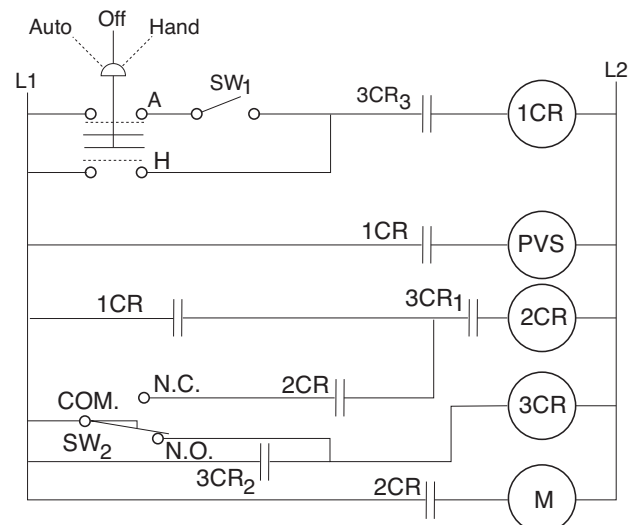 Off
Auto Hand
L1 L2
SW1
A 3CR3 1CR
H
1CR PVS
1CR 3CR1 2CR
N.C. 2CR
COM. 3CR
SW2 N.O.
3CR2 2CR M